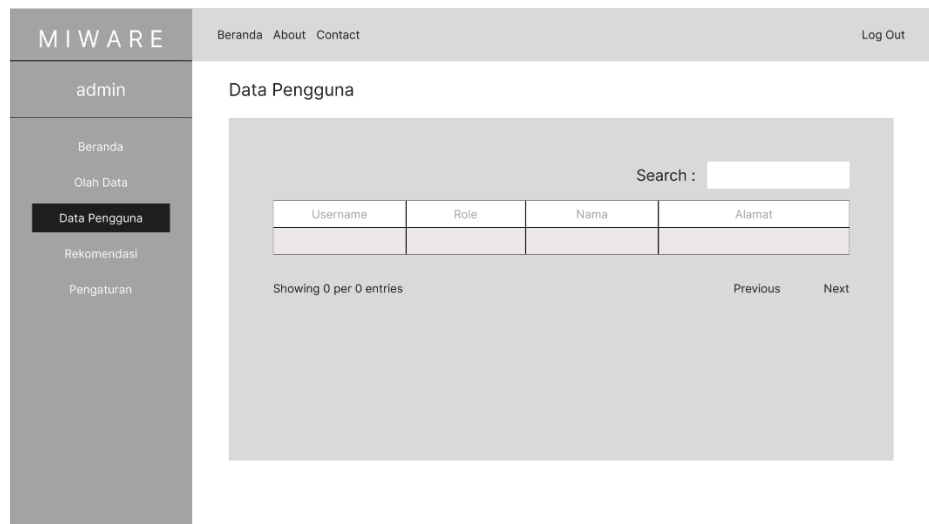 MIWARE
Beranda About Contact
Log Out
admin
Data Pengguna
Beranda
Olah Data
Data Pengguna
Rekomendasi
Pengaturan
Search :
Username Role Nama Alamat
Showing 0 per 0 entries
Previous Next